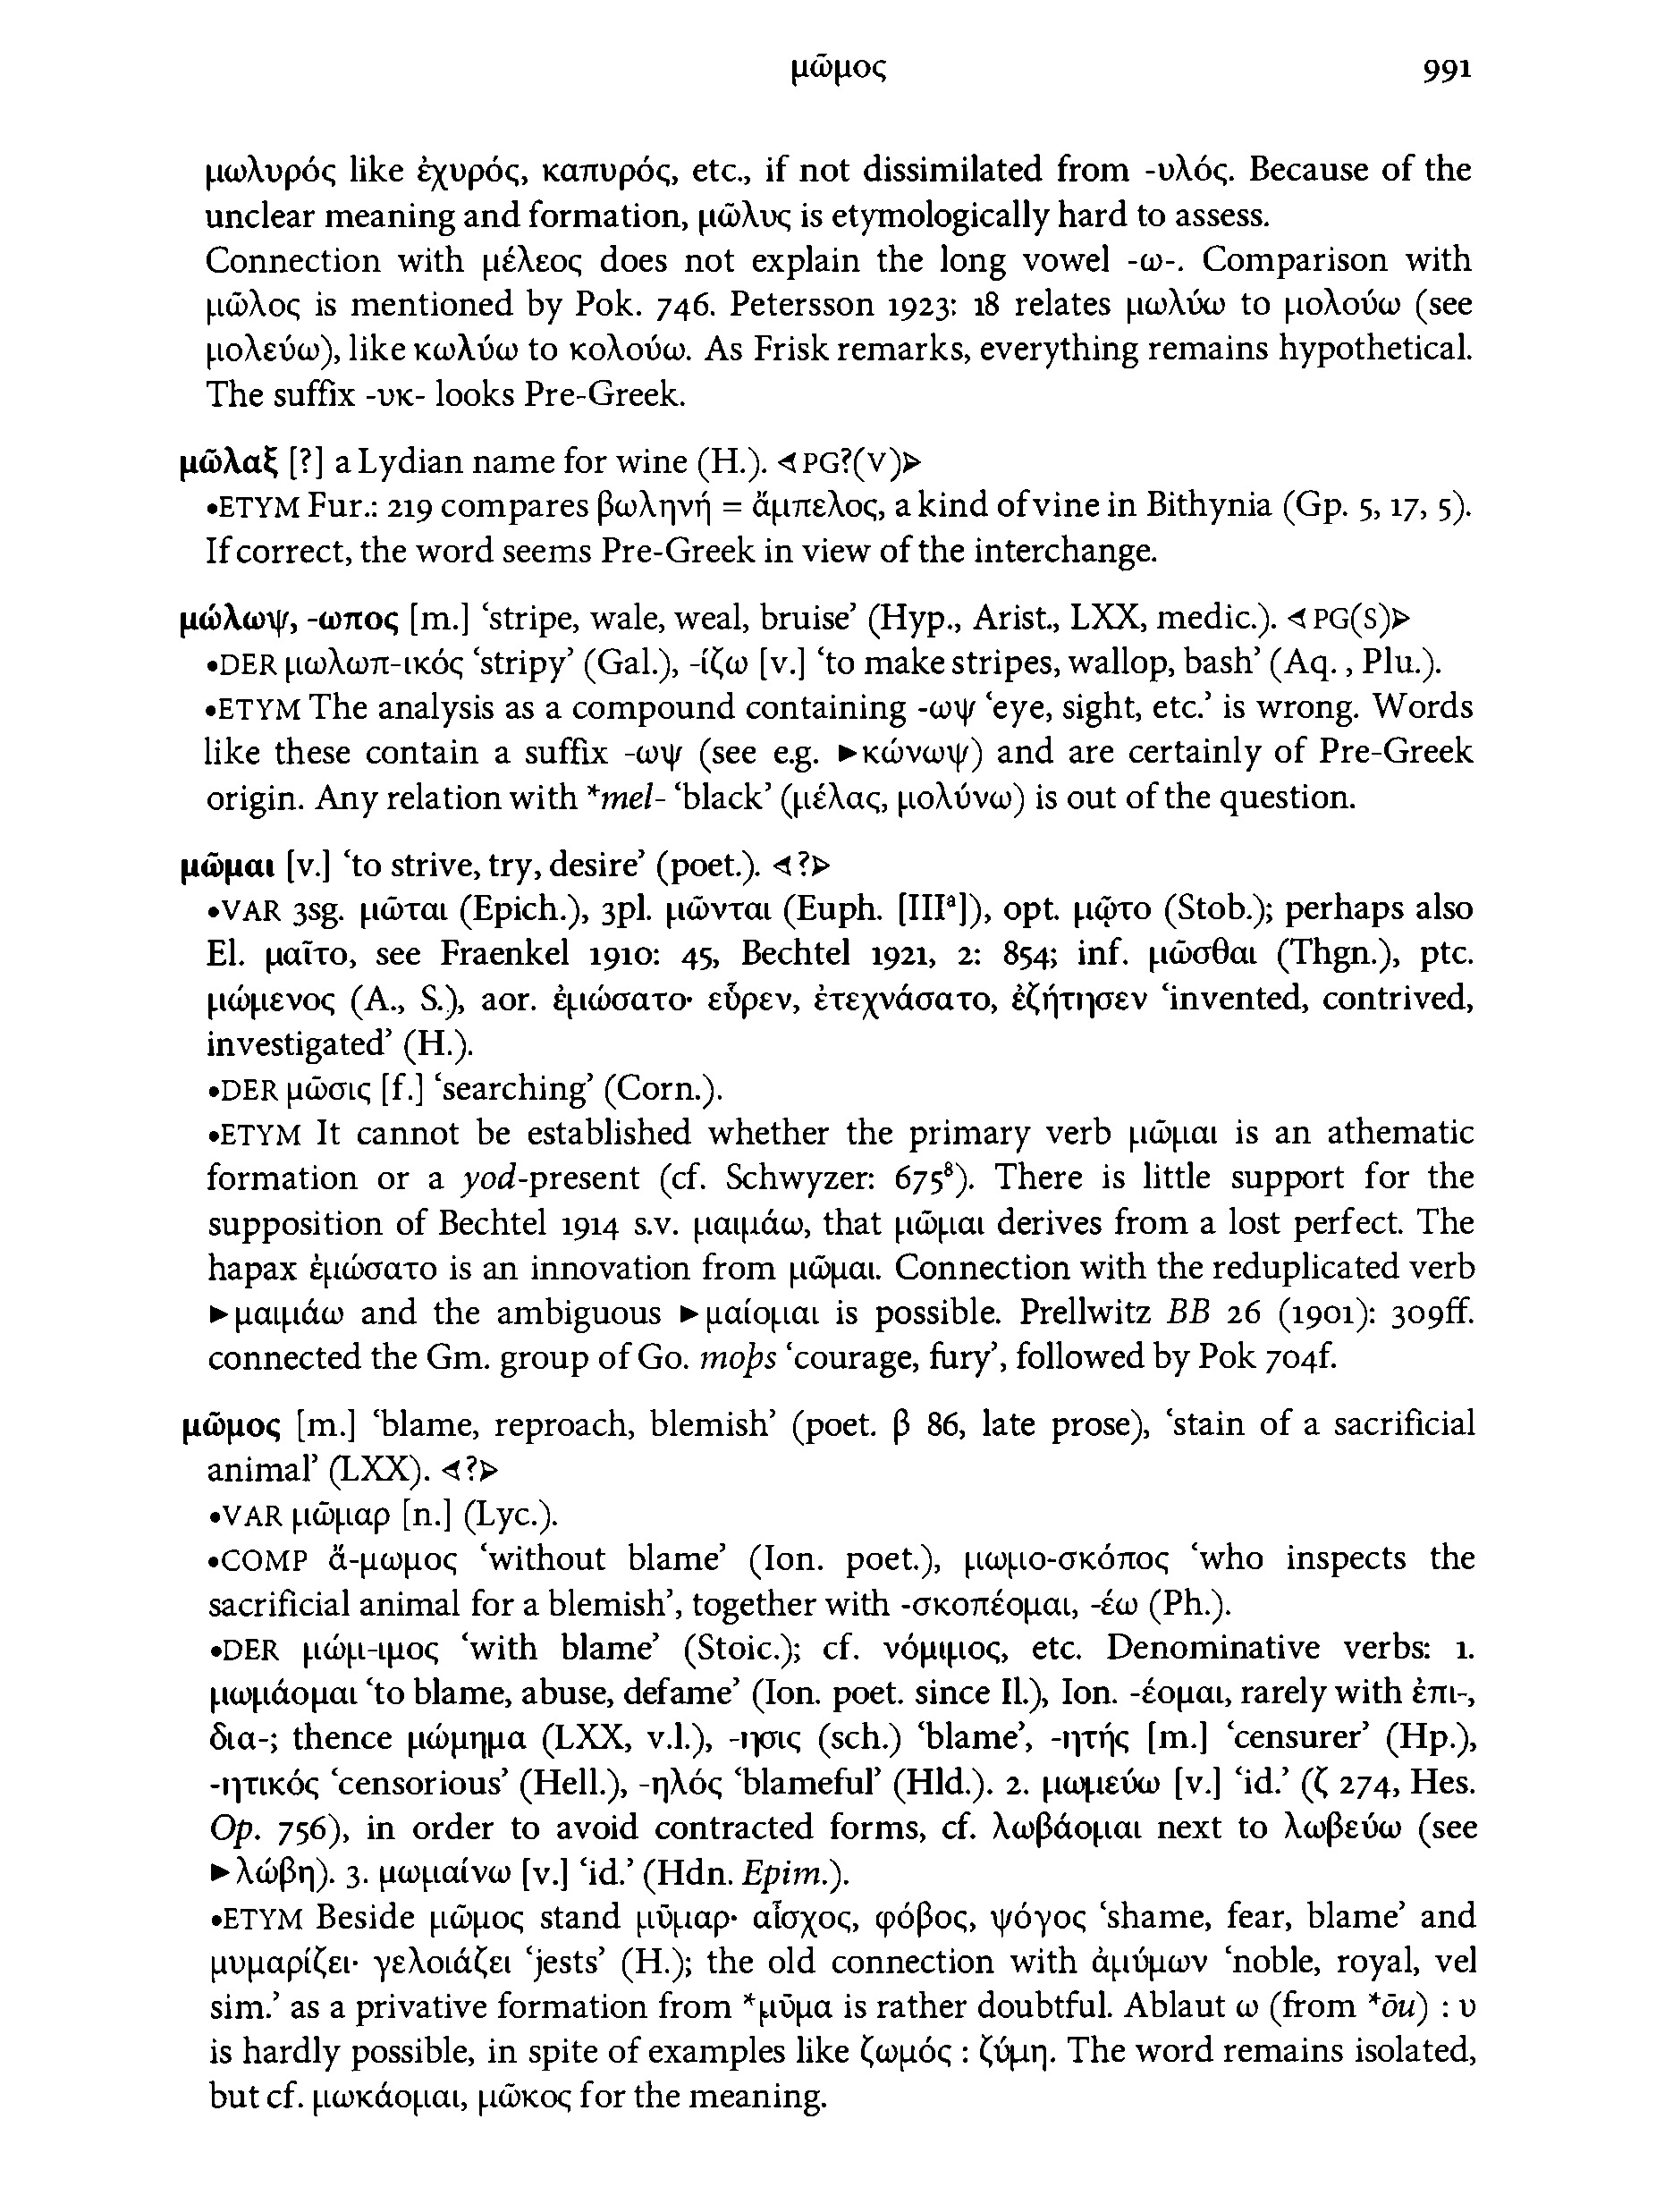 μῶμος 991
μωλυρός like ἐχυρός, καπυρός, etc., if not dissimilated from -υλός. Because of the
unclear meaning and formation, μῶλυς is etymologically hard to assess.
Connection with μέλεος does not explain the long vowel -ω-. Comparison with
μῶλος is mentioned by Pok. 746. Petersson 1923: 18 relates μωλύω to μολούω (see
μολεύω), like κωλύω to κολούω. As Frisk remarks, everything remains hypothetical.
The suffix -υκ- looks Pre-Greek.
μῶλαξ [?] a Lydian name for wine (H.). ⊲PG?(V)⊳
•ETYM Fur.: 219 compares βωληνή = ἄμπελος, a kind of vine in Bithynia (Gp. 5, 17, 5).
If correct, the word seems Pre-Greek in view of the interchange.
μώλωψ, -ωπος [m.] ‘stripe, wale, weal, bruise’ (Hyp., Arist., LXX, medic.). ⊲PG(S)⊳
•DER μωλωπ-ικός ‘stripy’ (Gal.), -ίζω [v.] ‘to make stripes, wallop, bash’ (Aq. , Plu.).
•ETYM The analysis as a compound containing -ωψ ‘eye, sight, etc.’ is wrong. Words
like these contain a suffix -ωψ (see e.g. ►κώνωψ) and are certainly of Pre-Greek
origin. Any relation with *mel- ‘black’ (μέλας, μολύνω) is out of the question.
μῶμαι [v.] ‘to strive, try, desire’ (poet.). ⊲?⊳
•VAR 3sg. μῶται (Epich.), 3pl. μῶνται (Euph. [IIIª]), opt. μῷτο (Stob.); perhaps also
El. μαῖτο, see Fraenkel 1910: 45, Bechtel 1921, 2: 854; inf. μῶσθαι (Thgn.), ptc.
μώμενος (A., S.), aor. ἐμώσατο· εὗρεν, ἐτεχνάσατο, ἐζήτησεν ‘invented, contrived,
investigated’ (H.).
•DER μῶσις [f.] ‘searching’ (Corn.).
•ETYM It cannot be established whether the primary verb μῶμαι is an athematic
formation or a yod-present (cf. Schwyzer: 675⁸). There is little support for the
supposition of Bechtel 1914 s.v. μαιμάω, that μῶμαι derives from a lost perfect. The
hapax ἐμώσατο is an innovation from μῶμαι. Connection with the reduplicated verb
►μαιμάω and the ambiguous ►μαίομαι is possible. Prellwitz BB 26 (1901): 309ff.
connected the Gm. group of Go. moþs ‘courage, fury’, followed by Pok 704f.
μῶμος [m.] ‘blame, reproach, blemish’ (poet. β 86, late prose), ‘stain of a sacrificial
animal’ (LXX). ⊲?⊳
•VAR μῶμαρ [n.] (Lyc.).
•COMP ἄ-μωμος ‘without blame’ (Ion. poet.), μωμο-σκόπος ‘who inspects the
sacrificial animal for a blemish’, together with -σκοπέομαι, -έω (Ph.).
•DER μώμ-ιμος ‘with blame’ (Stoic.); cf. νόμιμος, etc. Denominative verbs: 1.
μωμάομαι ‘to blame, abuse, defame’ (Ion. poet. since Il.), Ion. -έομαι, rarely with ἐπι-,
δια-; thence μώμημα (LXX, v.l.), -ησις (sch.) ‘blame’, -ητής [m.] ‘censurer’ (Hp.),
-ητικός ‘censorious’ (Hell.), -ηλός ‘blameful’ (Hld.). 2. μωμεύω [v.] ‘id.’ (ζ 274, Hes.
Op. 756), in order to avoid contracted forms, cf. λωβάομαι next to λωβεύω (see
►λώβη). 3. μωμαίνω [v.] ‘id.’ (Hdn. Epim.).
•ETYM Beside μῶμος stand μῦμαρ· αἶσχος, φόβος, ψόγος ‘shame, fear, blame’ and
μυμαρίζει· γελοιάζει ‘jests’ (H.); the old connection with ἀμύμων ‘noble, royal, vel
sim.’ as a privative formation from *μῦμα is rather doubtful. Ablaut ω (from *ōu) : υ
is hardly possible, in spite of examples like ζωμός : ζύμη. The word remains isolated,
but cf. μωκάομαι, μῶκος for the meaning.